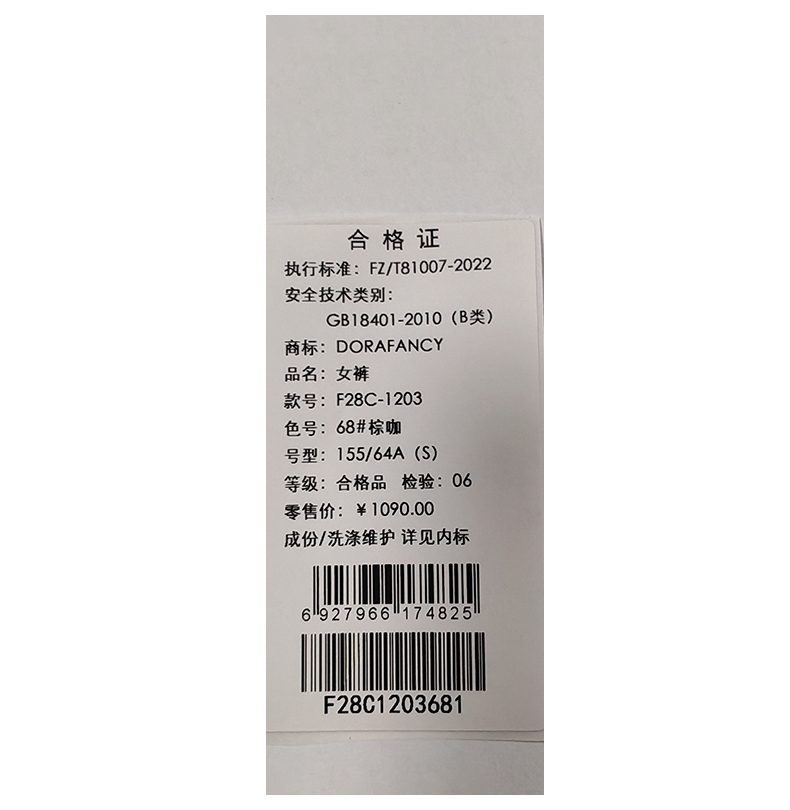 合格证
执行标准：FZ/T81007-2022
安全技术类别：
GB18401-2010（B类）
商标：DORAFANCY
品名：女裤
款号：F28C-1203
色号：68#棕咖
号型：155/64A（S）
等级：合格品 检验：06
零售价：￥1090.00
成份/洗涤维护 详见内标
6 927966 174825
F28C1203681